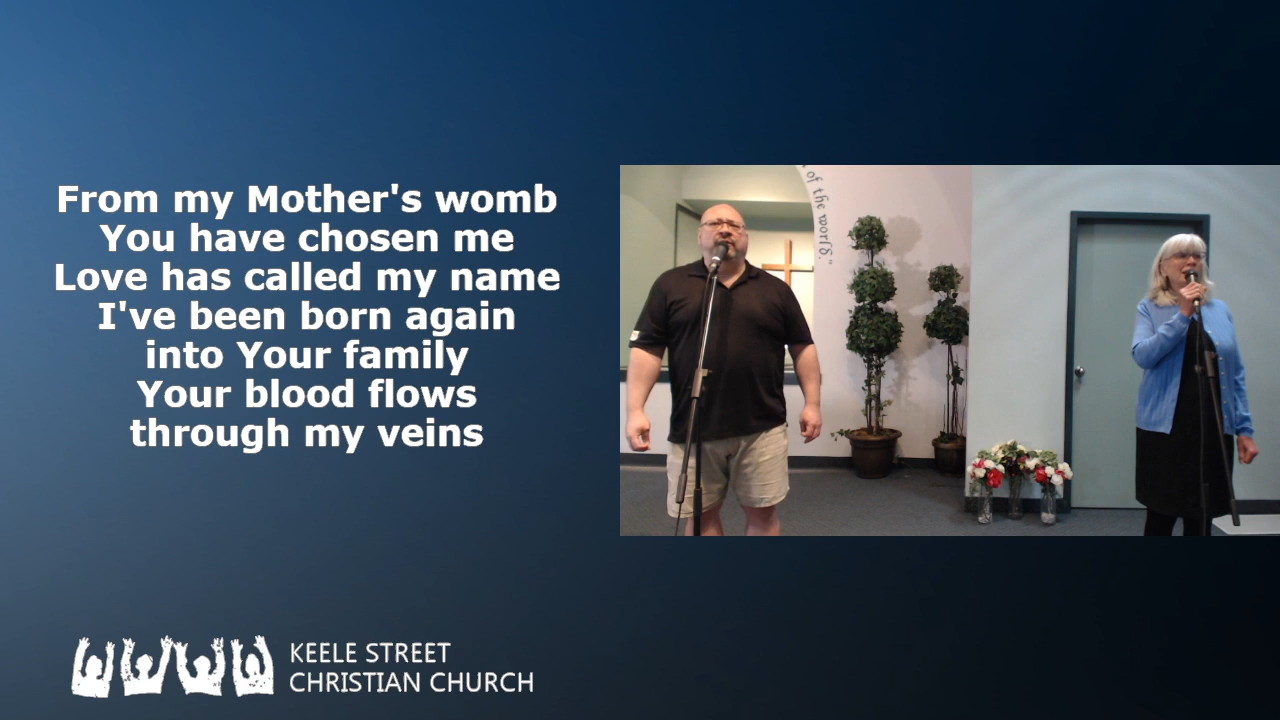 From my Mother's womb
You have chosen me
Love has called my name
I've been born again
into Your family
Your blood flows
through my veins
of the world."
KEELE STREET
CHRISTIAN CHURCH